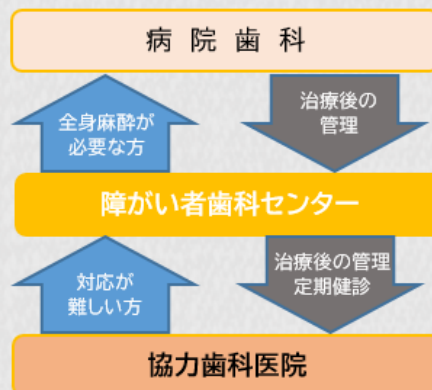 病院歯科
全身麻酔が
必要な方
治療後の
管理
障がい者歯科センター
対応が
難しい方
治療後の管理
定期健診
協力歯科医院